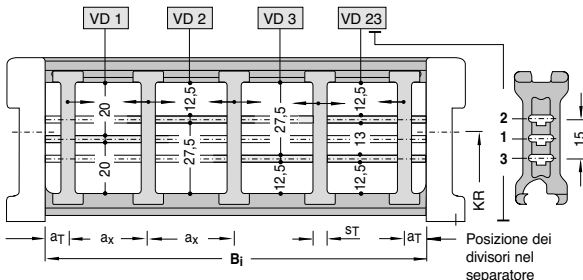 VD 1 VD 2 VD 3 VD 23
20 12,5 27,5 12,5
2
1
3
15
20 27,5 12,5 13 12,5
KR
aT ax ax sT aT
Bi
Posizione dei
divisori nel
separatore